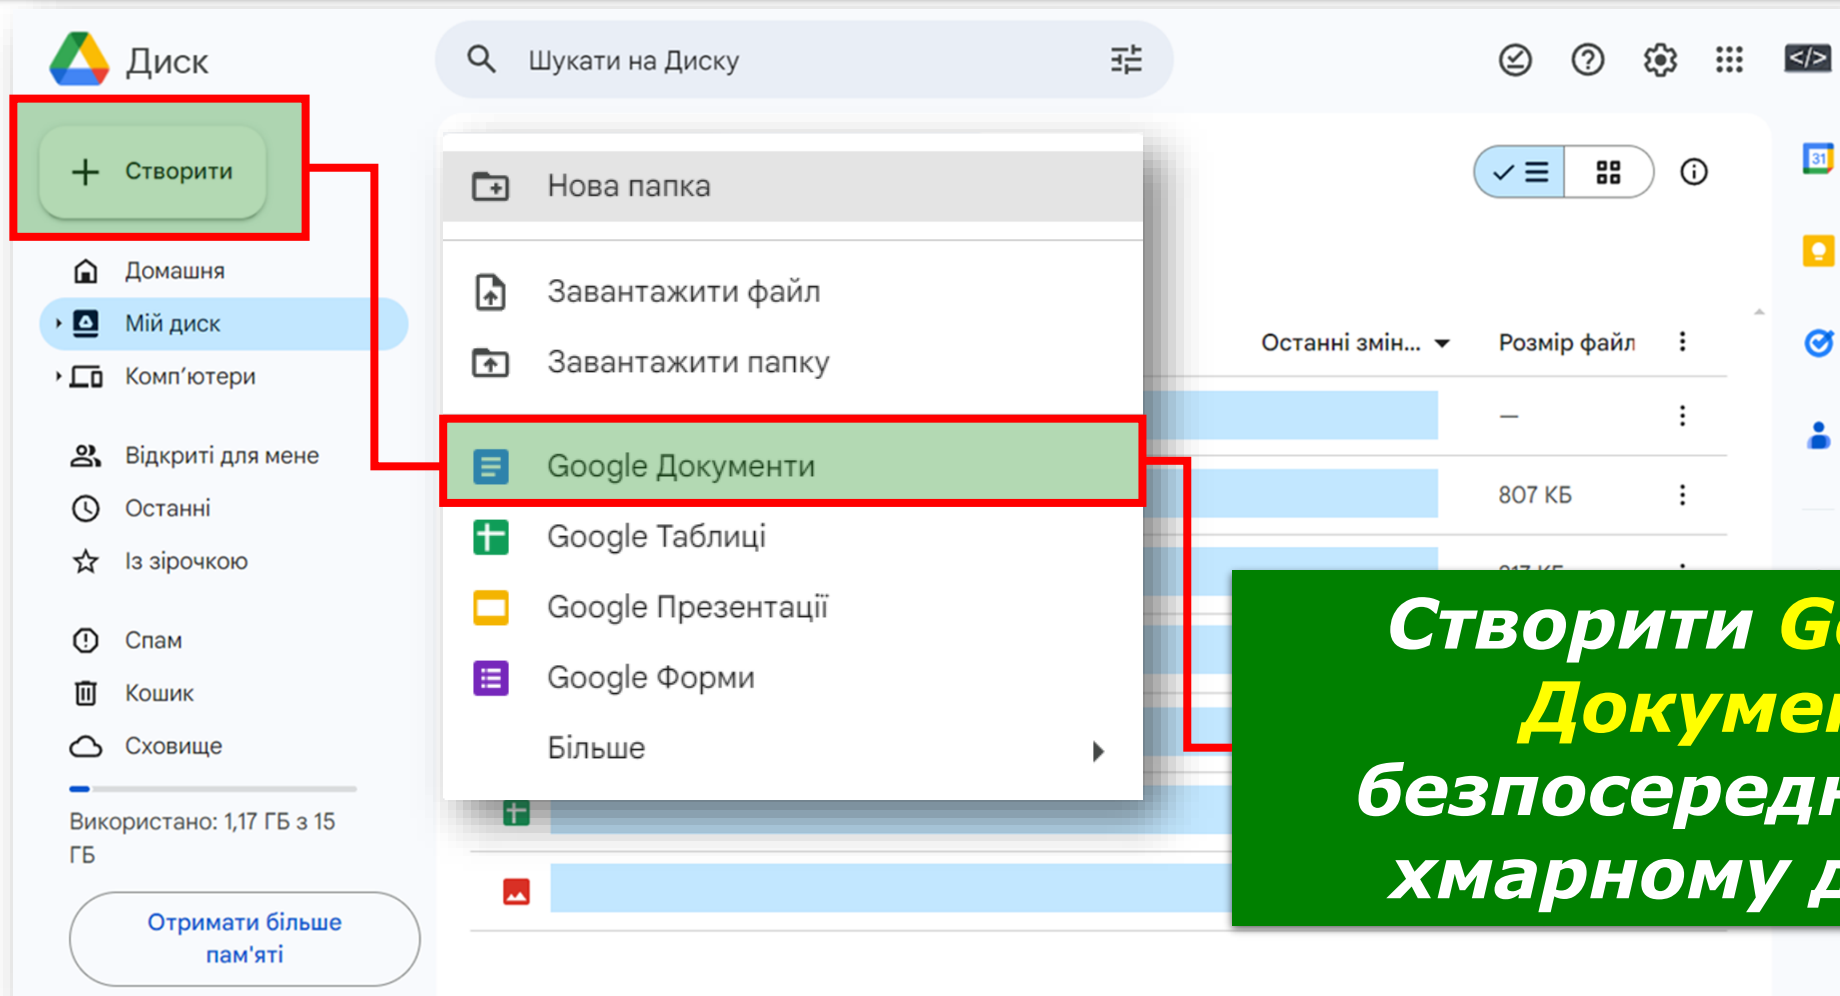 Диск
Шукати на Диску
</>
Створити
Нова папка
31
Домашня
Завантажити файл
Мій диск
Останні змін...
Розмір файл
Завантажити папку
Комп'ютери
—
Відкриті для мене
Google Документи
807 КБ
Останні
Google Таблиці
Із зірочкою
Google Презентації
Створити
Спам
Google Форми
Кошик
Більше
Сховище
хмарному
Використано: 1,17 ГБ з 15
ГБ
Отримати більше
пам'яті